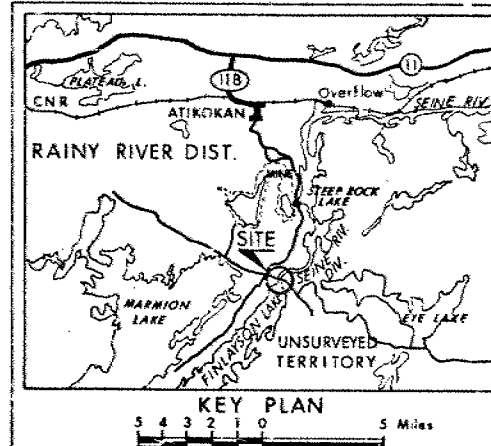 11
PLATEAU L.
11B
CNR
Overflow
SEINE RIV.
ATIKOKAN
RAINY RIVER DIST.
MINE
STEEP ROCK
LAKE
SITE
SEINE RIV.
DIV.
MARMION
LAKE
FINLAYSON LAKE
EYE LAKE
UNSURVEYED
TERRITORY
KEY PLAN
5 4 3 2 1 0 5 Miles